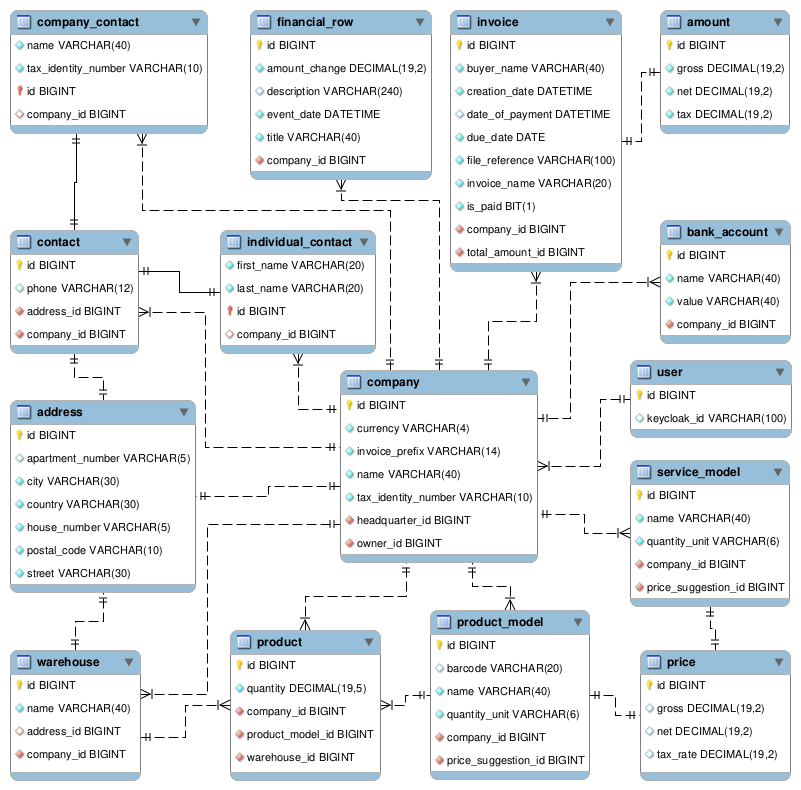 company_contact
name VARCHAR(40)
tax_identity_number VARCHAR(10)
id BIGINT
company_id BIGINT
financial_row
id BIGINT
amount_change DECIMAL(19,2)
description VARCHAR(240)
event_date DATETIME
title VARCHAR(40)
company_id BIGINT
invoice
id BIGINT
buyer_name VARCHAR(40)
creation_date DATETIME
date_of_payment DATETIME
due_date DATE
file_reference VARCHAR(100)
invoice_name VARCHAR(20)
is_paid BIT(1)
company_id BIGINT
total_amount_id BIGINT
amount
id BIGINT
gross DECIMAL(19,2)
net DECIMAL(19,2)
tax DECIMAL(19,2)
contact
id BIGINT
phone VARCHAR(12)
address_id BIGINT
company_id BIGINT
individual_contact
first_name VARCHAR(20)
last_name VARCHAR(20)
id BIGINT
company_id BIGINT
bank_account
id BIGINT
name VARCHAR(40)
value VARCHAR(40)
company_id BIGINT
company
id BIGINT
currency VARCHAR(4)
invoice_prefix VARCHAR(14)
name VARCHAR(40)
tax_identity_number VARCHAR(10)
headquarter_id BIGINT
owner_id BIGINT
user
id BIGINT
keycloak_id VARCHAR(100)
address
id BIGINT
apartment_number VARCHAR(5)
city VARCHAR(30)
country VARCHAR(30)
house_number VARCHAR(5)
postal_code VARCHAR(10)
street VARCHAR(30)
service_model
id BIGINT
name VARCHAR(40)
quantity_unit VARCHAR(6)
company_id BIGINT
price_suggestion_id BIGINT
warehouse
id BIGINT
name VARCHAR(40)
address_id BIGINT
company_id BIGINT
product
id BIGINT
quantity DECIMAL(19,5)
company_id BIGINT
product_model_id BIGINT
warehouse_id BIGINT
product_model
id BIGINT
barcode VARCHAR(20)
name VARCHAR(40)
quantity_unit VARCHAR(6)
company_id BIGINT
price_suggestion_id BIGINT
price
id BIGINT
gross DECIMAL(19,2)
net DECIMAL(19,2)
tax_rate DECIMAL(19,2)